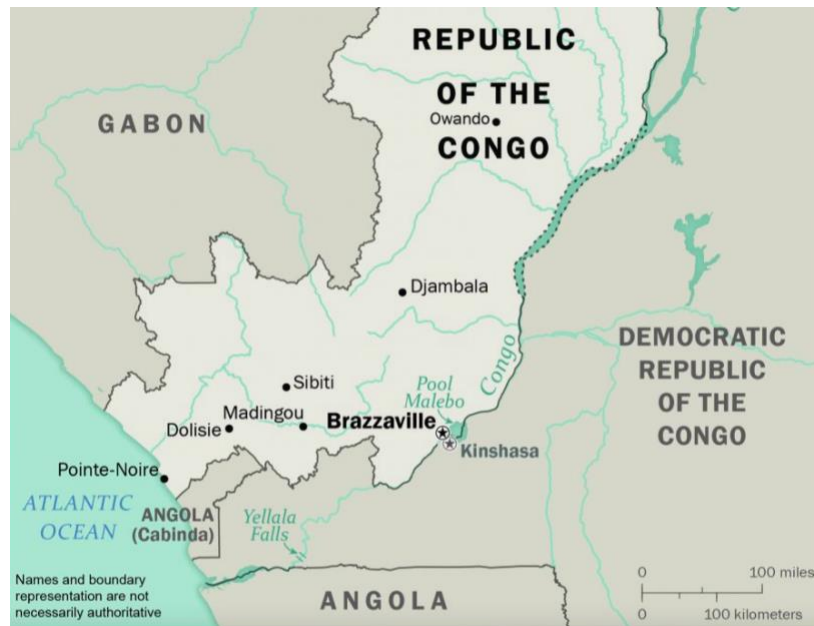 REPUBLIC
OF THE
CONGO
GABON
Owando
Djambala
DEMOCRATIC
REPUBLIC
OF THE
CONGO
Congo
Sibiti
Pool
Malebo
Madingou
Brazzaville
Dolisie
Kinshasa
Pointe-Noire
ATLANTIC
OCEAN
ANGOLA
(Cabinda)
Yellala
Falls
Names and boundary
representation are not
necessarily authoritative
ANGOLA
0 100 miles
0 100 kilometers